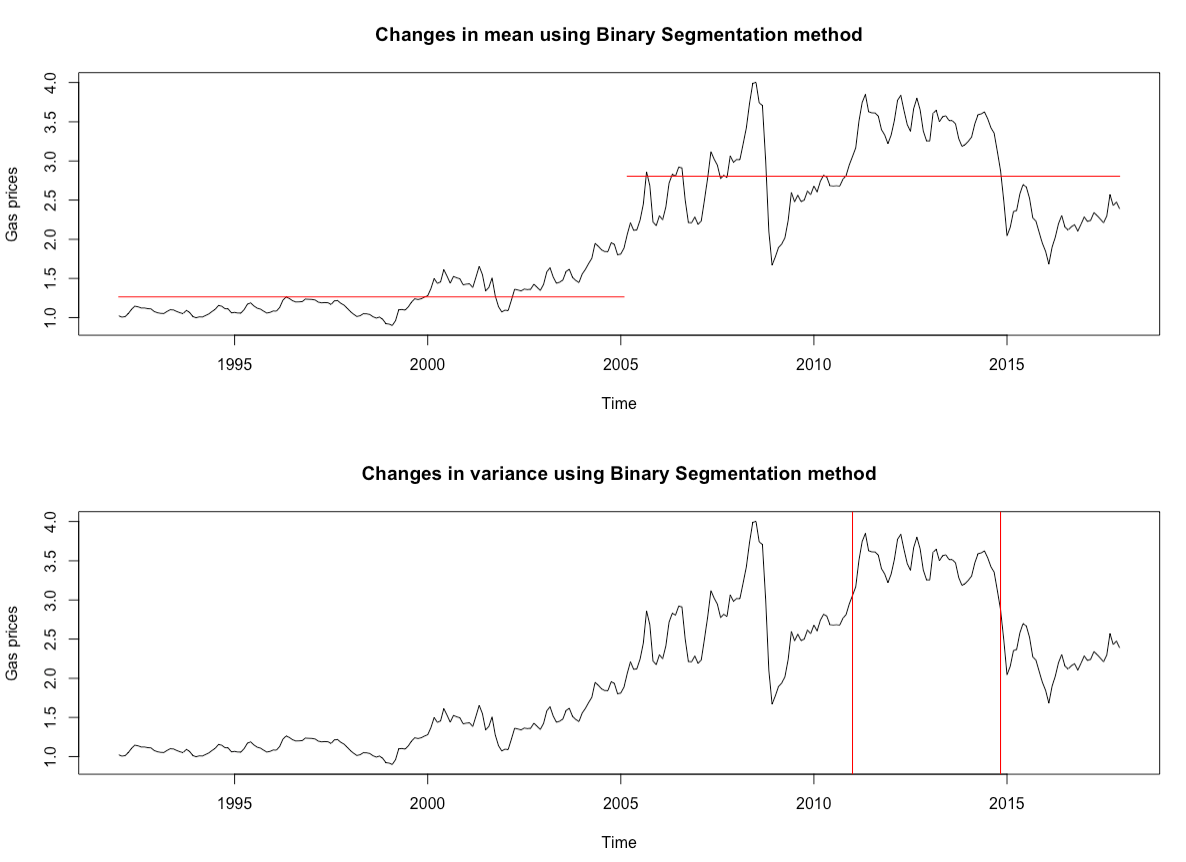 Changes in mean using Binary Segmentation method
Gas prices
4.0
3.5
3.0
2.5
2.0
1.5
1.0
1995 2000 2005 2010 2015
Time
Changes in variance using Binary Segmentation method
Gas prices
4.0
3.5
3.0
2.5
2.0
1.5
1.0
1995 2000 2005 2010 2015
Time